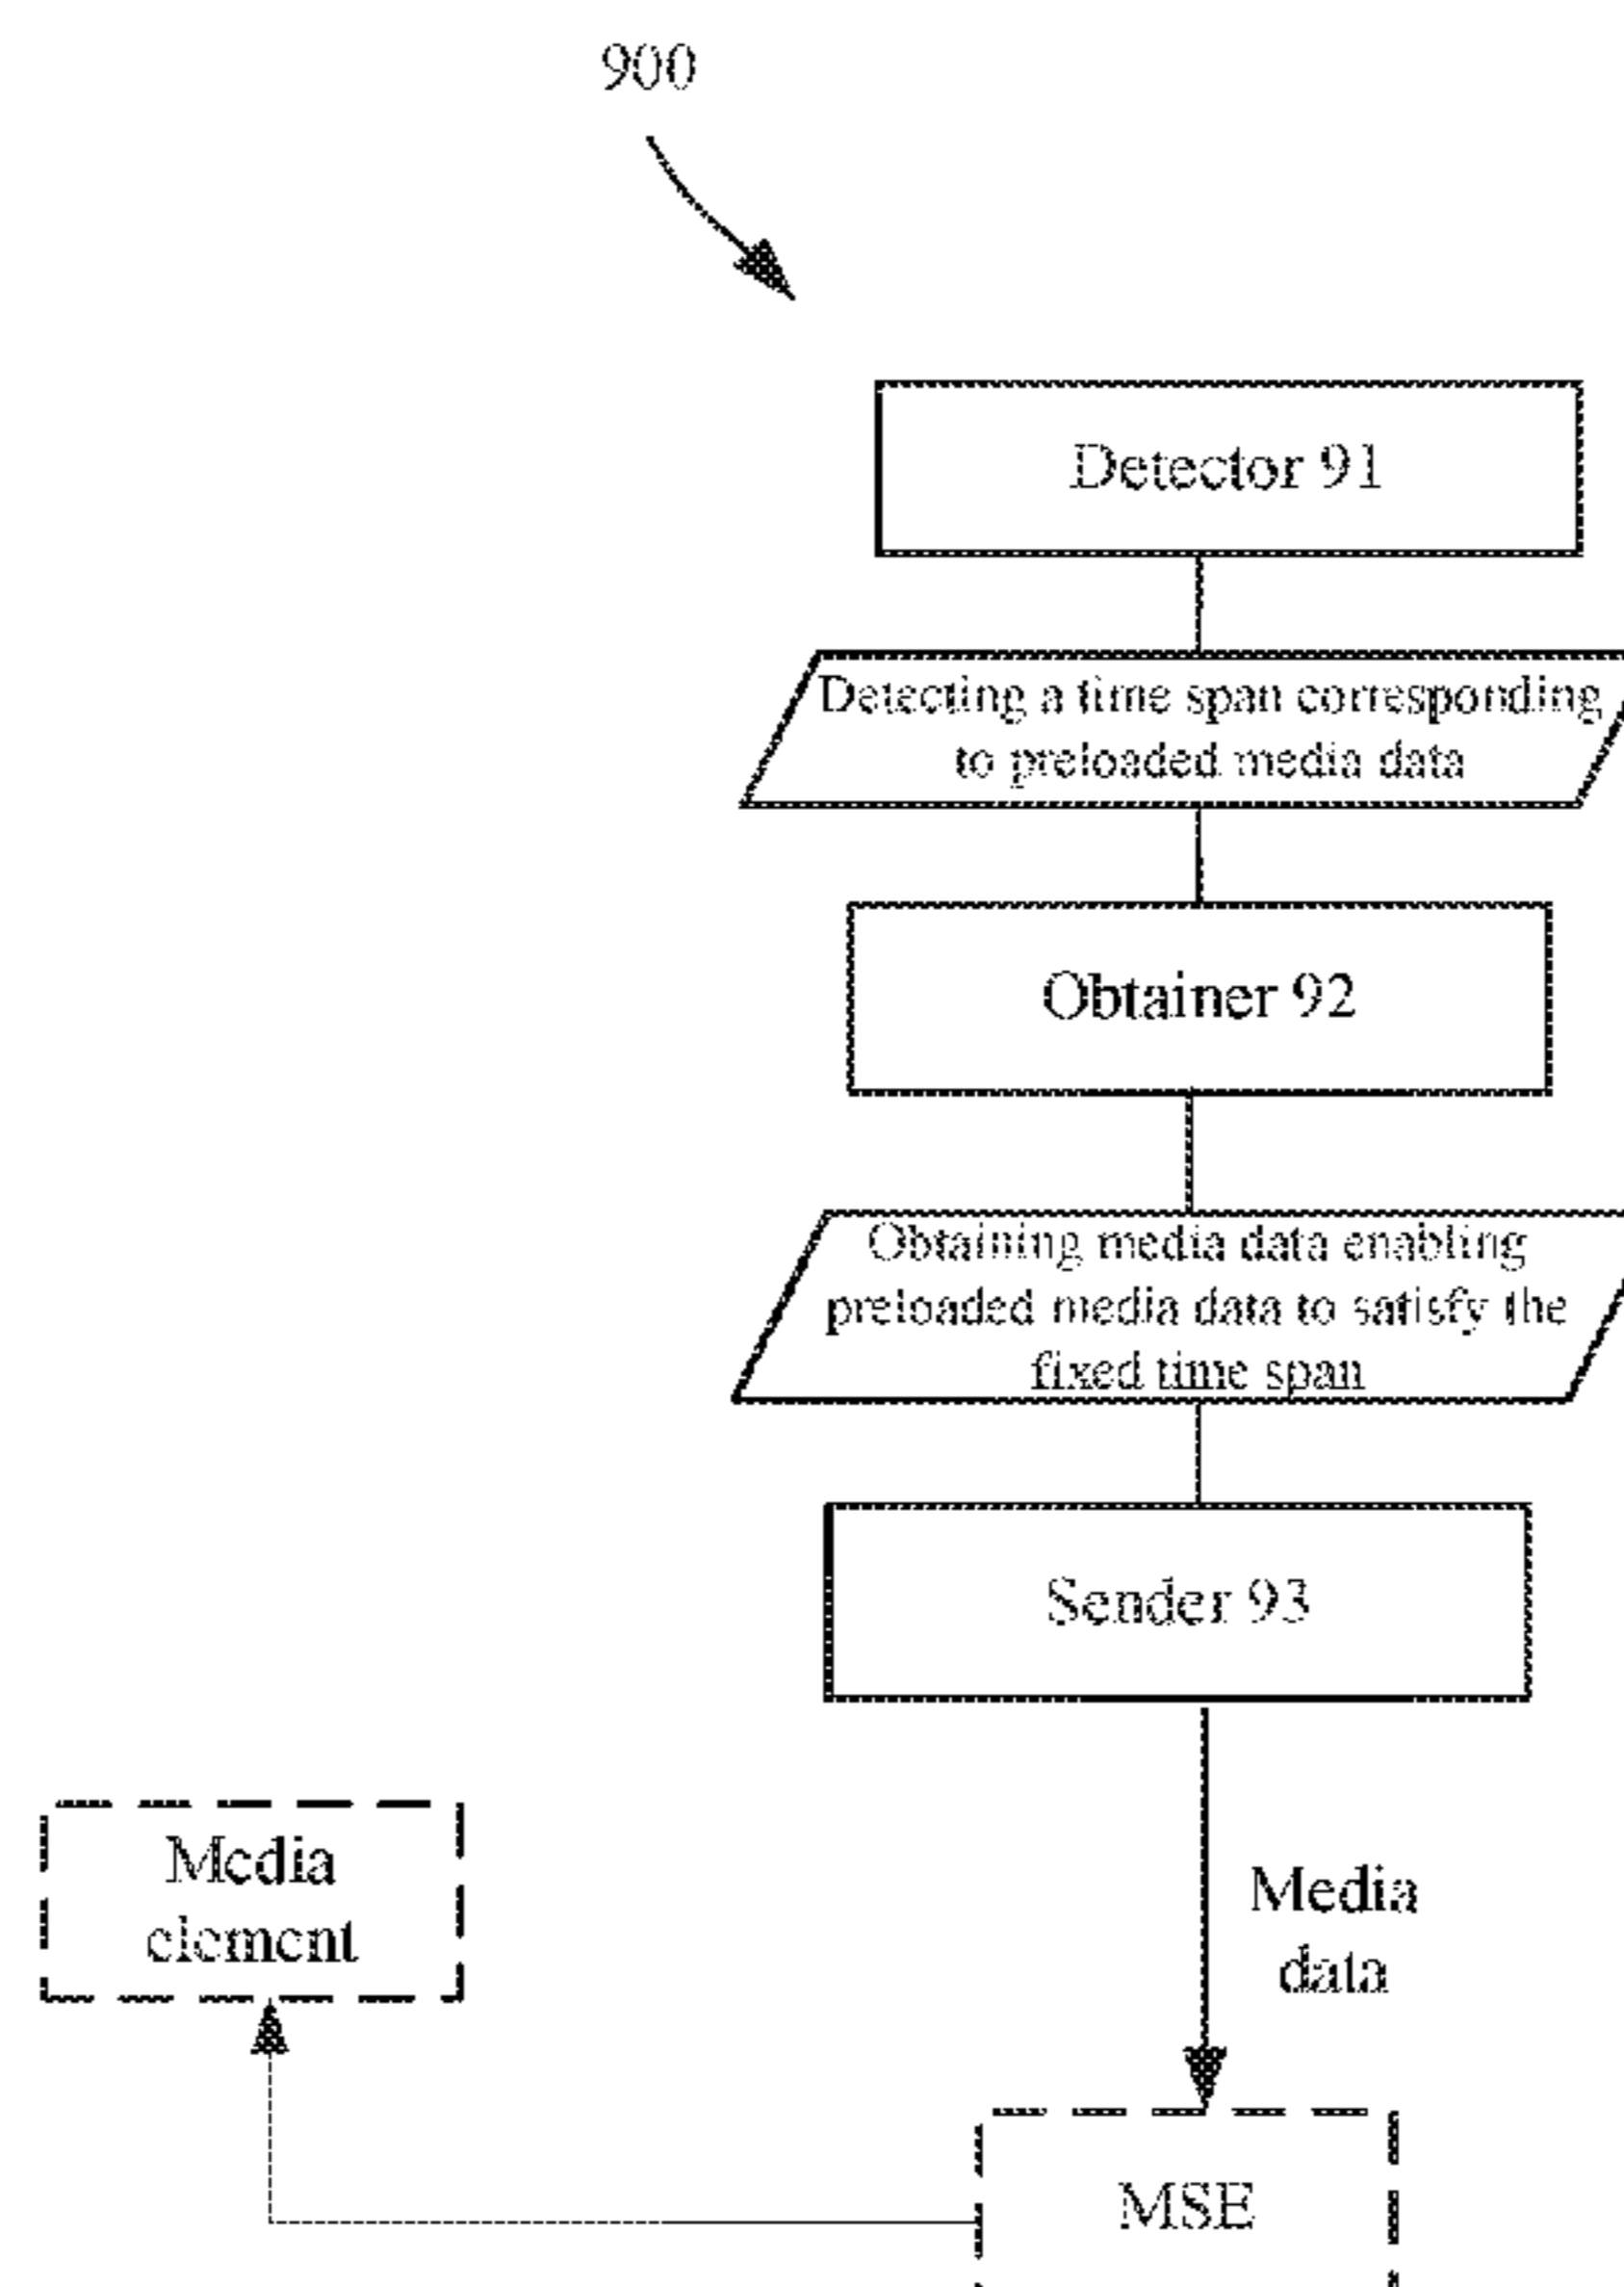 900
Detector 91
Detecting a time span corresponding
to preloaded media data
Obtainer 92
Obtaining media data enabling
preloaded media data to satisfy the
fixed time span
Sender 93
Media
element
Media
data
MSE